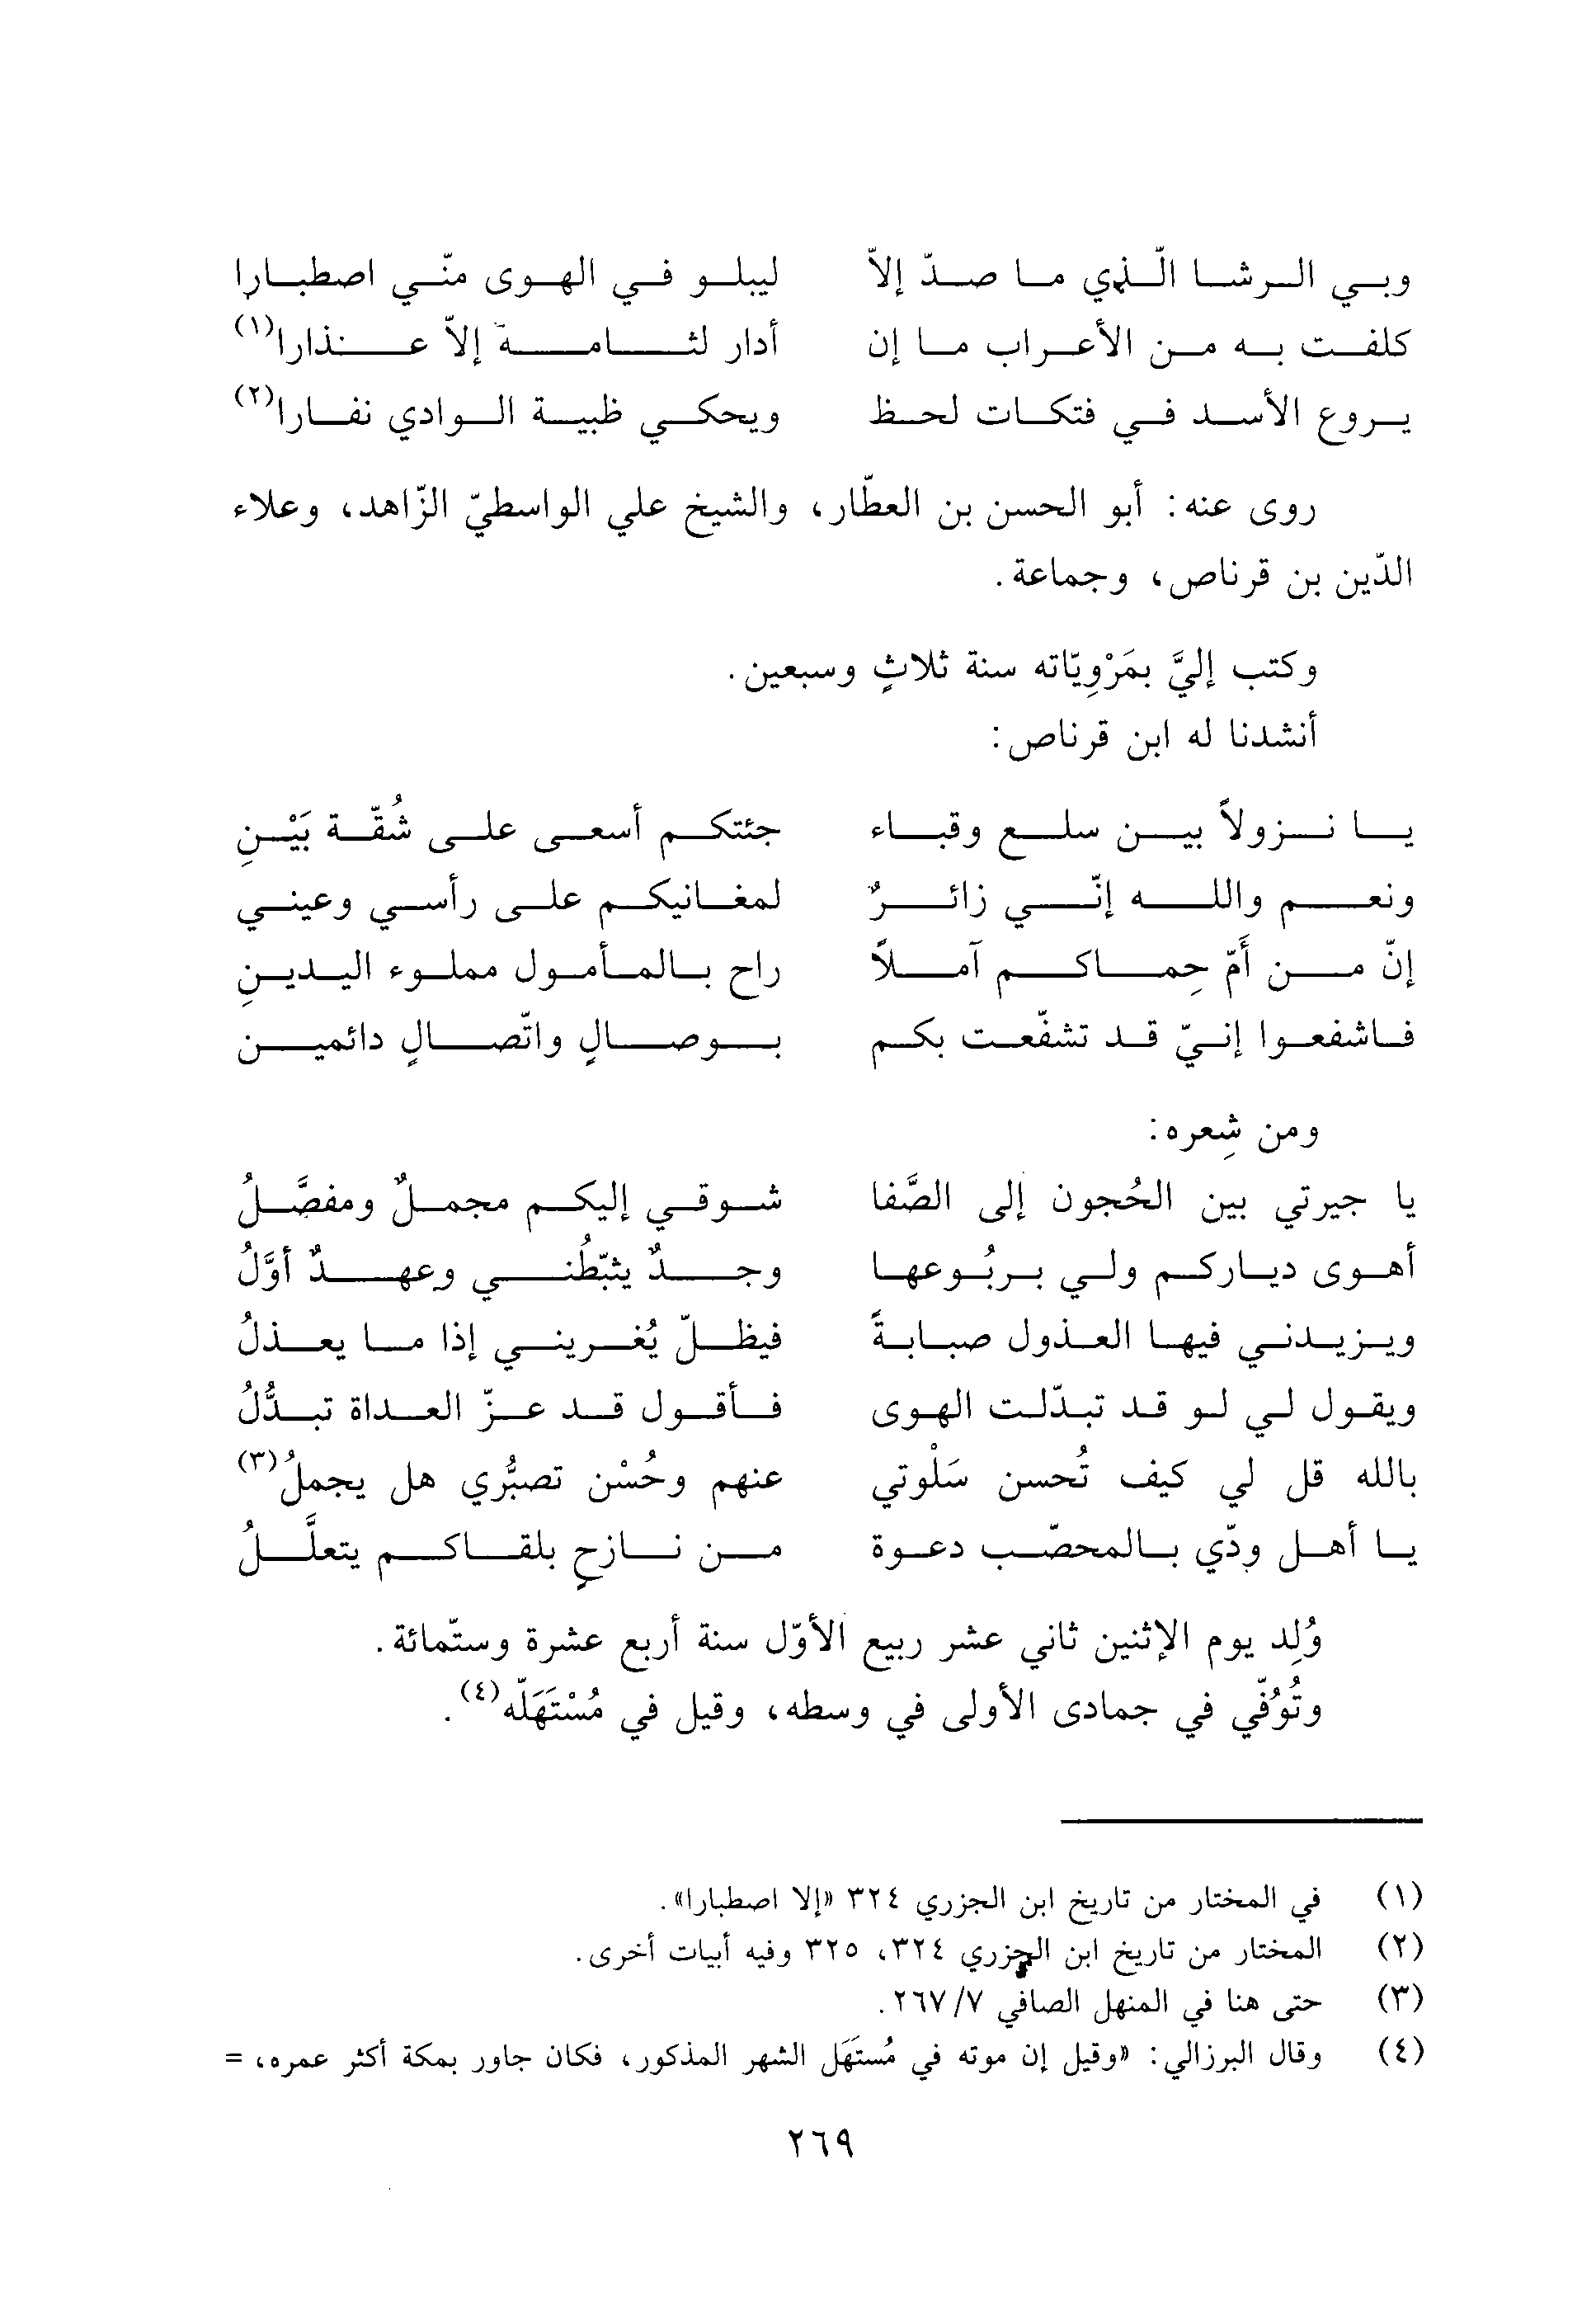 وبي الرشا الّذي ما صدّ إلاّ ليبلو في الهوى منّي اصطبارا
كلفت به من الأعراب ما إن أدار لثامة إلاّ عنذارا(١)
يروع الأسد في فتكات لحظ ويحكي ظبية الوادي نفارا(٢)
روى عنه: أبو الحسن بن العطّار، والشيخ علي الواسطيّ الزّاهد، وعلاء
الدّين بن قرناص، وجماعة.
وكتب إليَّ بمَرْوِيّاته سنة ثلاثٍ وسبعين.
أنشدنا له ابن قرناص:
يا نزولاً بين سلع وقباء جئتكم أسعى على شُقّة بَيْنِ
ونعم والله إنّي زائرٌ لمغانيكم على رأسي وعيني
إنّ من أَمّ حِماكم آملاً راح بالمأمول مملوء اليدينِ
فاشفعوا إنيّ قد تشفّعت بكم بوصالٍ واتّصالٍ دائمين
ومن شِعره:
يا جيرتي بين الحُجون إلى الصَّفا شوقي إليكم مجملٌ ومفصَّلُ
أهوى دياركم ولي بربُوعها وجدٌ يثبّطُني وعهدٌ أوَّلُ
ويزيدني فيها العذول صبابةً فيظلّ يُغريني إذا ما يعذلُ
ويقول لي لو قد تبدّلت الهوى فأقول قد عزّ العداة تبدُّلُ
بالله قل لي كيف تُحسن سَلْوتي عنهم وحُسْن تصبُّري هل يجملُ(٣)
يا أهل ودّي بالمحصّب دعوة من نازحٍ بلقاكم يتعلَّلُ
وُلِد يوم الإثنين ثاني عشر ربيع الأوّل سنة أربع عشرة وستّمائة.
وتُوُفّي في جمادى الأولى في وسطه، وقيل في مُسْتَهَلّه(٤).
(١) في المختار من تاريخ ابن الجزري ٣٢٤ «إلا اصطبارا».
(٢) المختار من تاريخ ابن الجزري ٣٢٤، ٣٢٥ وفيه أبيات أخرى.
(٣) حتى هنا في المنهل الصافي ٧/ ٢٦٧.
(٤) وقال البرزالي: «وقيل إن موته في مُستَهَل الشهر المذكور، فكان جاور بمكة أكثر عمره، =
٢٦٩